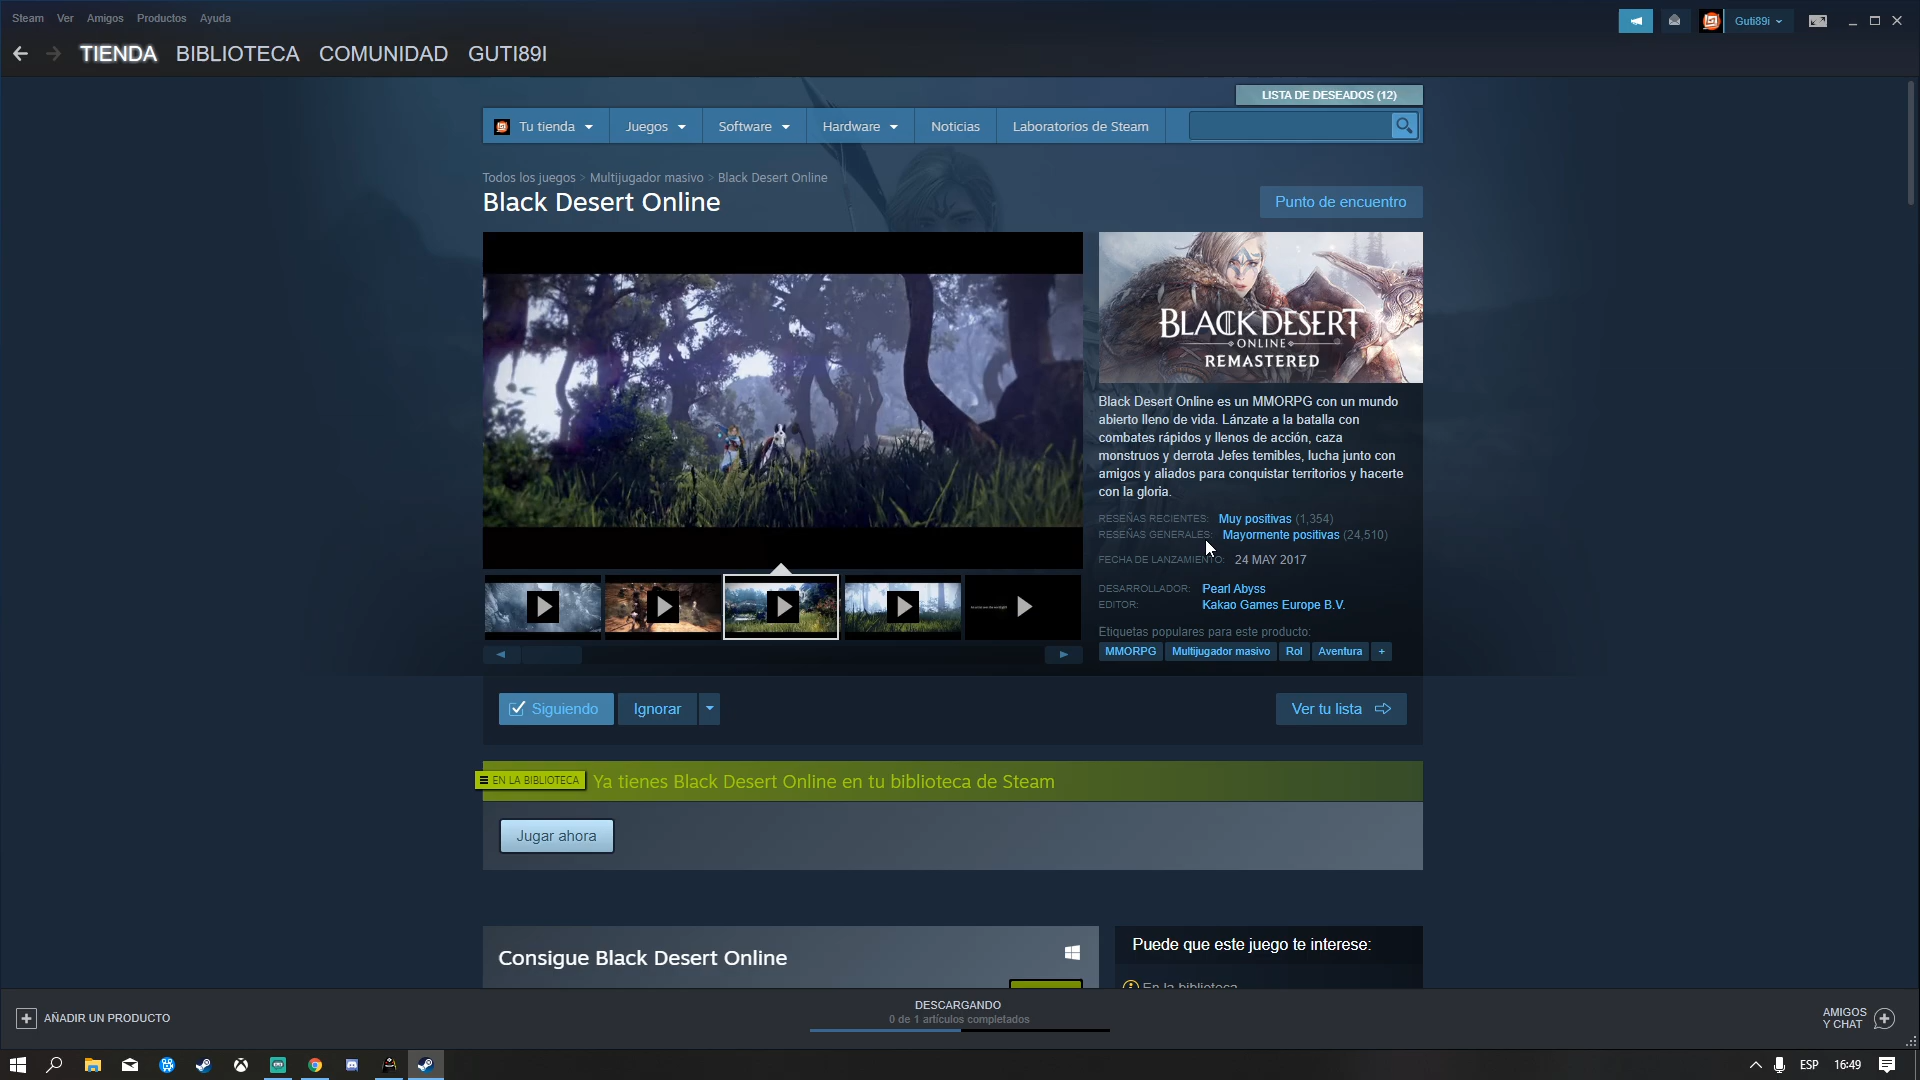 Steam Ver Amigos Productos Ayuda
Guti89i
TIENDA BIBLIOTECA COMUNIDAD GUTI89I
LISTA DE DESEADOS (12)
Tu tienda Juegos Software Hardware Noticias Laboratorios de Steam
Todos los juegos > Multijugador masivo > Black Desert Online
Black Desert Online
Punto de encuentro
BLACK DESERT
ONLINE
REMASTERED
Black Desert Online es un MMORPG con un mundo
abierto lleno de vida. Lánzate a la batalla con
combates rápidos y llenos de acción, caza
monstruos y derrota Jefes temibles, lucha junto con
amigos y aliados para conquistar territorios y hacerte
con la gloria.
RESEÑAS RECIENTES: Muy positivas (1,354)
RESEÑAS GENERALES: Mayormente positivas (24,510)
FECHA DE LANZAMIENTO: 24 MAY 2017
DESARROLLADOR: Pearl Abyss
EDITOR: Kakao Games Europe B.V.
Etiquetas populares para este producto:
MMORPG Multijugador masivo Rol Aventura +
Siguiendo Ignorar Ver tu lista
EN LA BIBLIOTECA Ya tienes Black Desert Online en tu biblioteca de Steam
Jugar ahora
Consigue Black Desert Online
Puede que este juego te interese:
En la biblioteca
AÑADIR UN PRODUCTO
DESCARGANDO
0 de 1 artículos completados
AMIGOS
Y CHAT
ESP 16:49